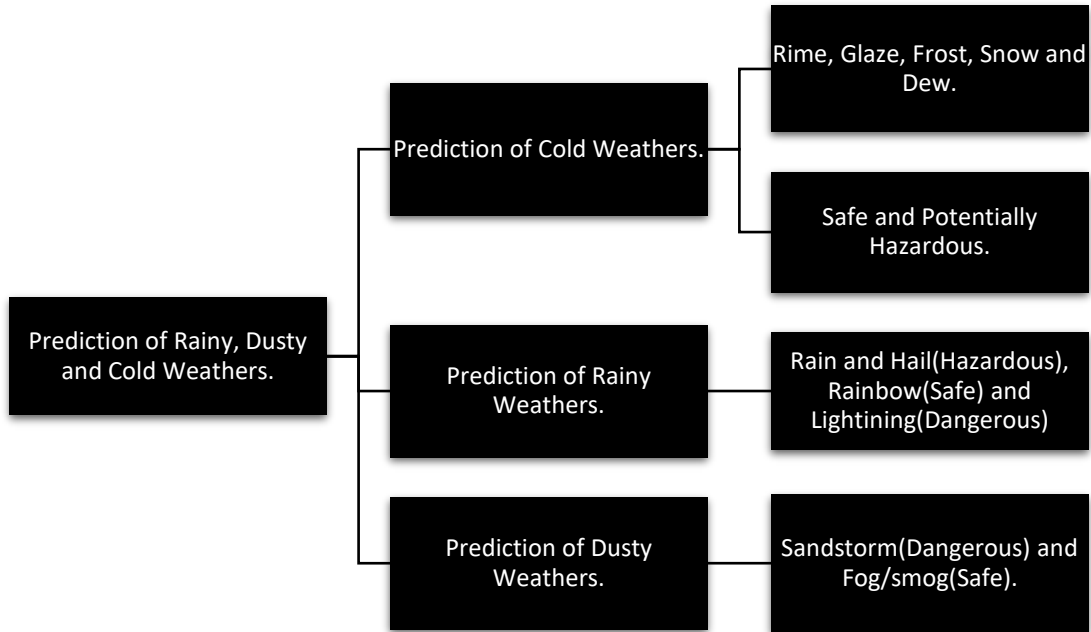 Rime, Glaze, Frost, Snow and
Dew.
Prediction of Cold Weathers.
Safe and Potentially
Hazardous.
Prediction of Rainy, Dusty
and Cold Weathers.
Prediction of Rainy
Weathers.
Rain and Hail(Hazardous),
Rainbow(Safe) and
Lightining(Dangerous)
Prediction of Dusty
Weathers.
Sandstorm(Dangerous) and
Fog/smog(Safe).